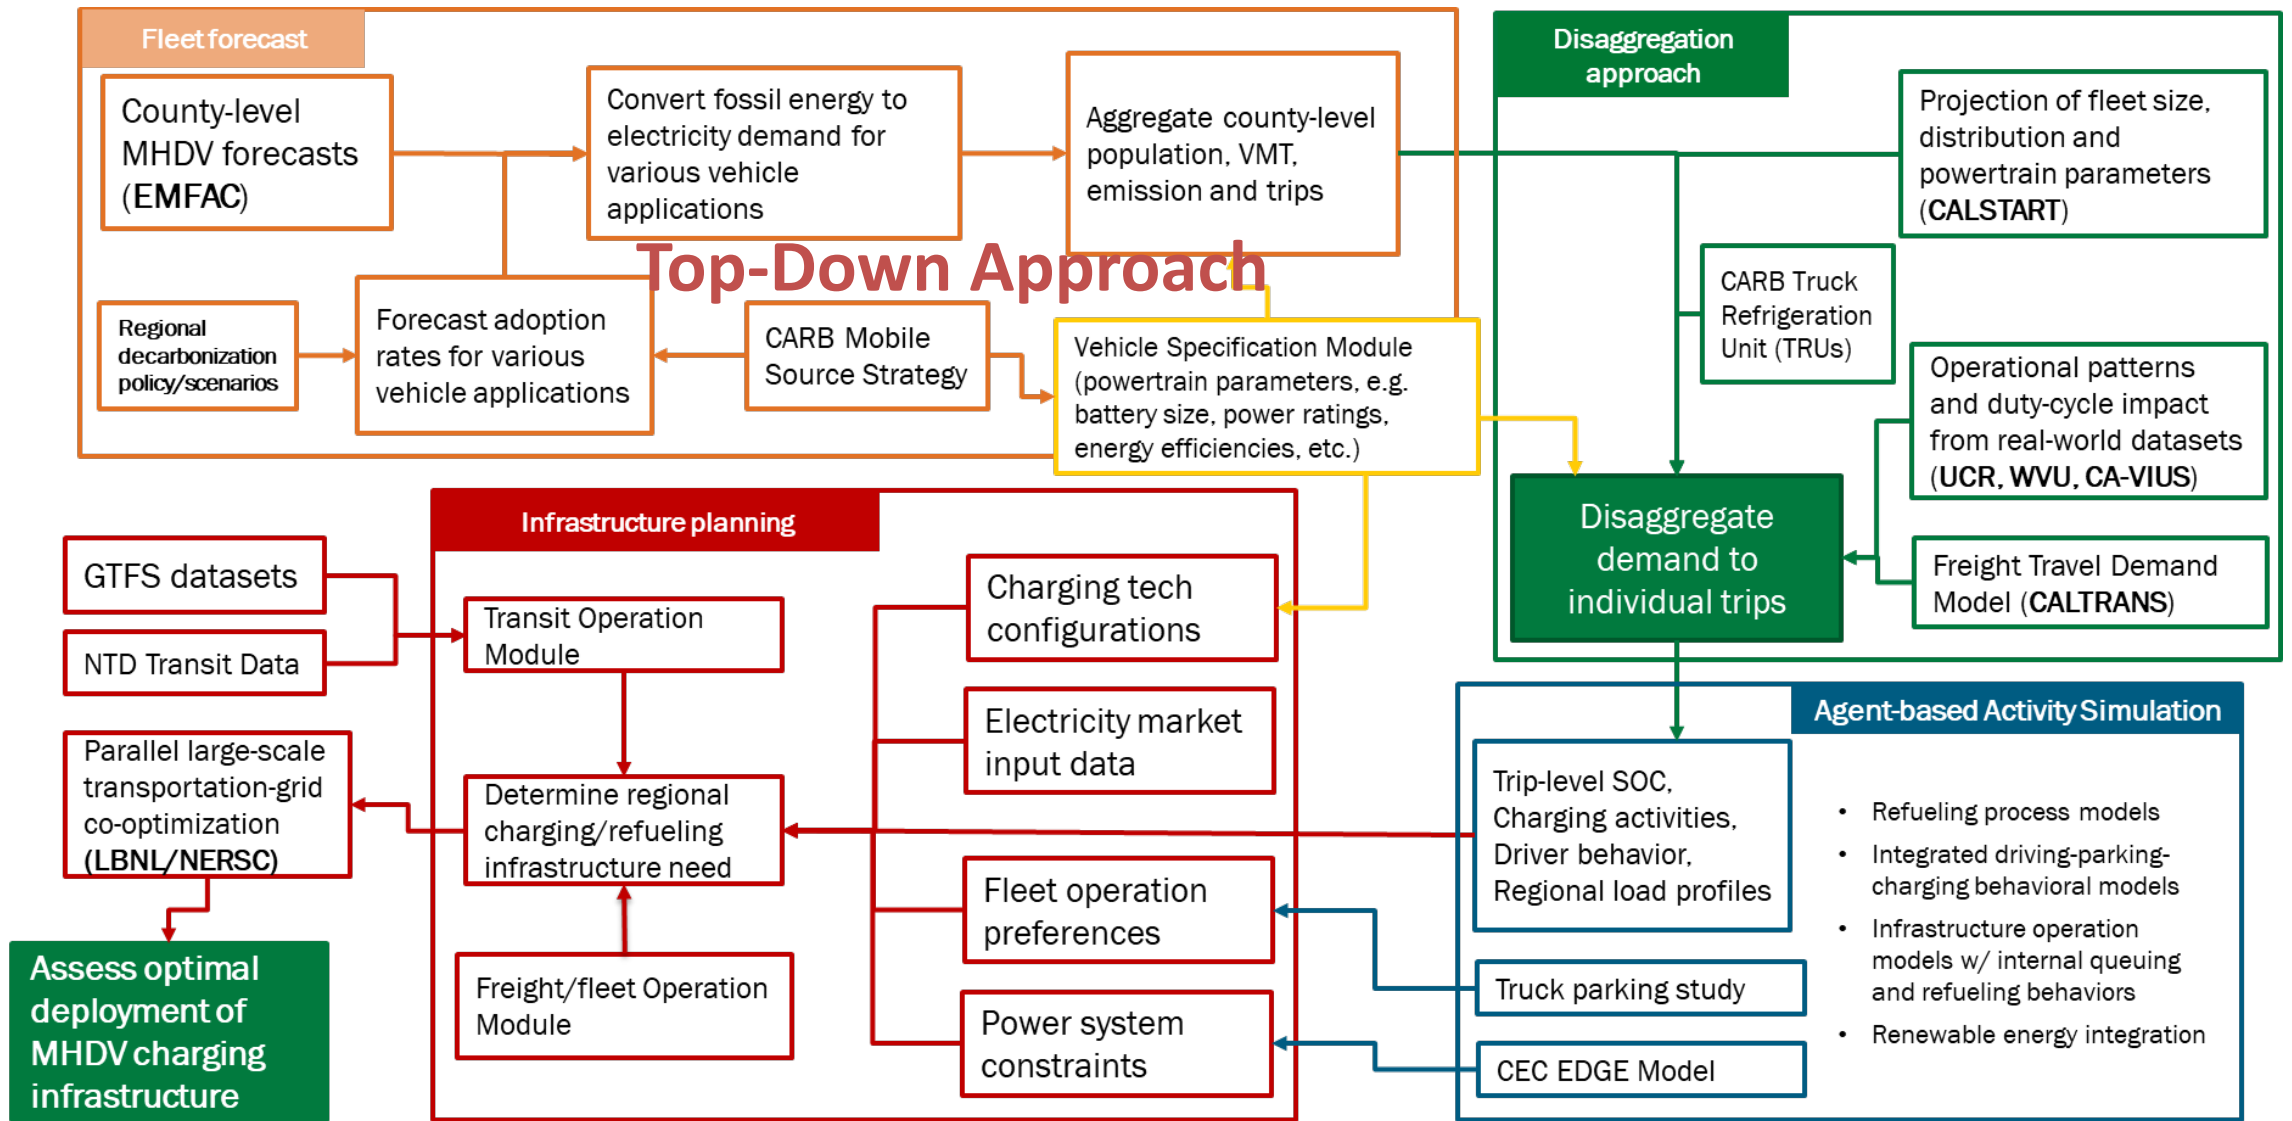 Fleet forecast
County-level
MHDV forecasts
(EMFAC)
Convert fossil energy to
electricity demand for
various vehicle
applications
Aggregate county-level
population, VMT,
emission and trips
Top-Down Approach
Regional
decarbonization
policy/scenarios
Forecast adoption
rates for various
vehicle applications
CARB Mobile
Source Strategy
Vehicle Specification Module
(powertrain parameters, e.g.
battery size, power ratings,
energy efficiencies, etc.)
Disaggregation
approach
Projection of fleet size,
distribution and
powertrain parameters
(CALSTART)
CARB Truck
Refrigeration
Unit (TRUs)
Operational patterns
and duty-cycle impact
from real-world datasets
(UCR, WVU, CA-VIUS)
Disaggregate
demand to
individual trips
Freight Travel Demand
Model (CALTRANS)
Infrastructure planning
GTFS datasets
NTD Transit Data
Transit Operation
Module
Charging tech
configurations
Electricity market
input data
Parallel large-scale
transportation-grid
co-optimization
(LBNL/NERSC)
Determine regional
charging/refueling
infrastructure need
Fleet operation
preferences
Freight/fleet Operation
Module
Power system
constraints
Assess optimal
deployment of
MHDV charging
infrastructure
Agent-based Activity Simulation
Trip-level SOC,
Charging activities,
Driver behavior,
Regional load profiles
Truck parking study
CEC EDGE Model
• Refueling process models
• Integrated driving-parking-
charging behavioral models
• Infrastructure operation
models w/ internal queuing
and refueling behaviors
• Renewable energy integration